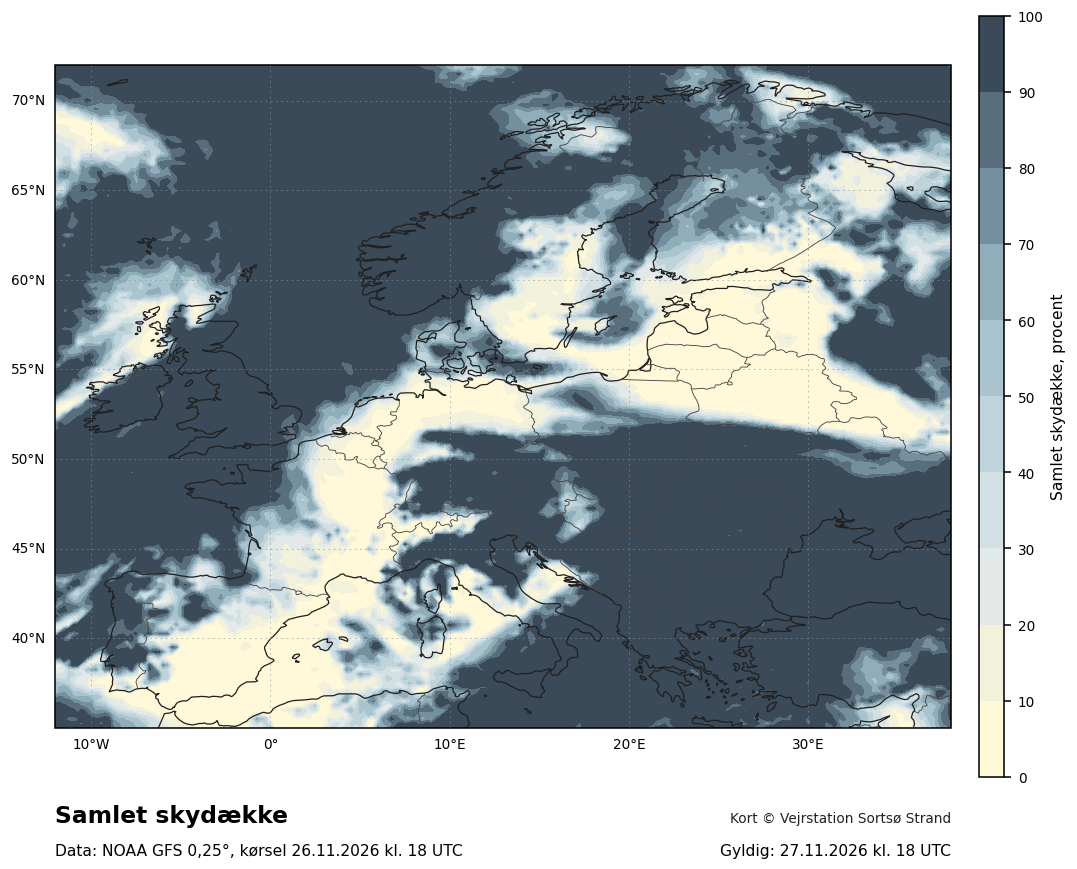 70°N
65°N
60°N
55°N
50°N
45°N
40°N
10°W 0° 10°E 20°E 30°E
100
90
80
70
60
50
40
30
20
10
0
Samlet skydække, procent
Samlet skydække
Kort © Vejrstation Sortsø Strand
Data: NOAA GFS 0,25°, kørsel 26.11.2026 kl. 18 UTC
Gyldig: 27.11.2026 kl. 18 UTC